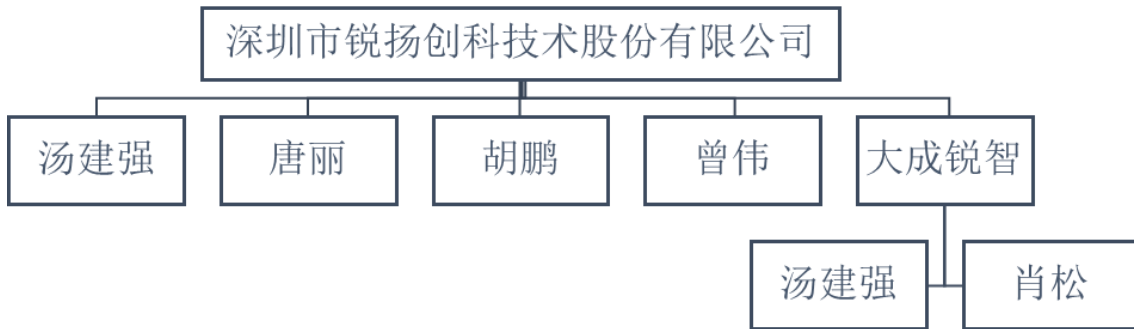 深圳市锐扬创科技术股份有限公司
汤建强
唐丽
胡鹏
曾伟
大成锐智
汤建强
肖松